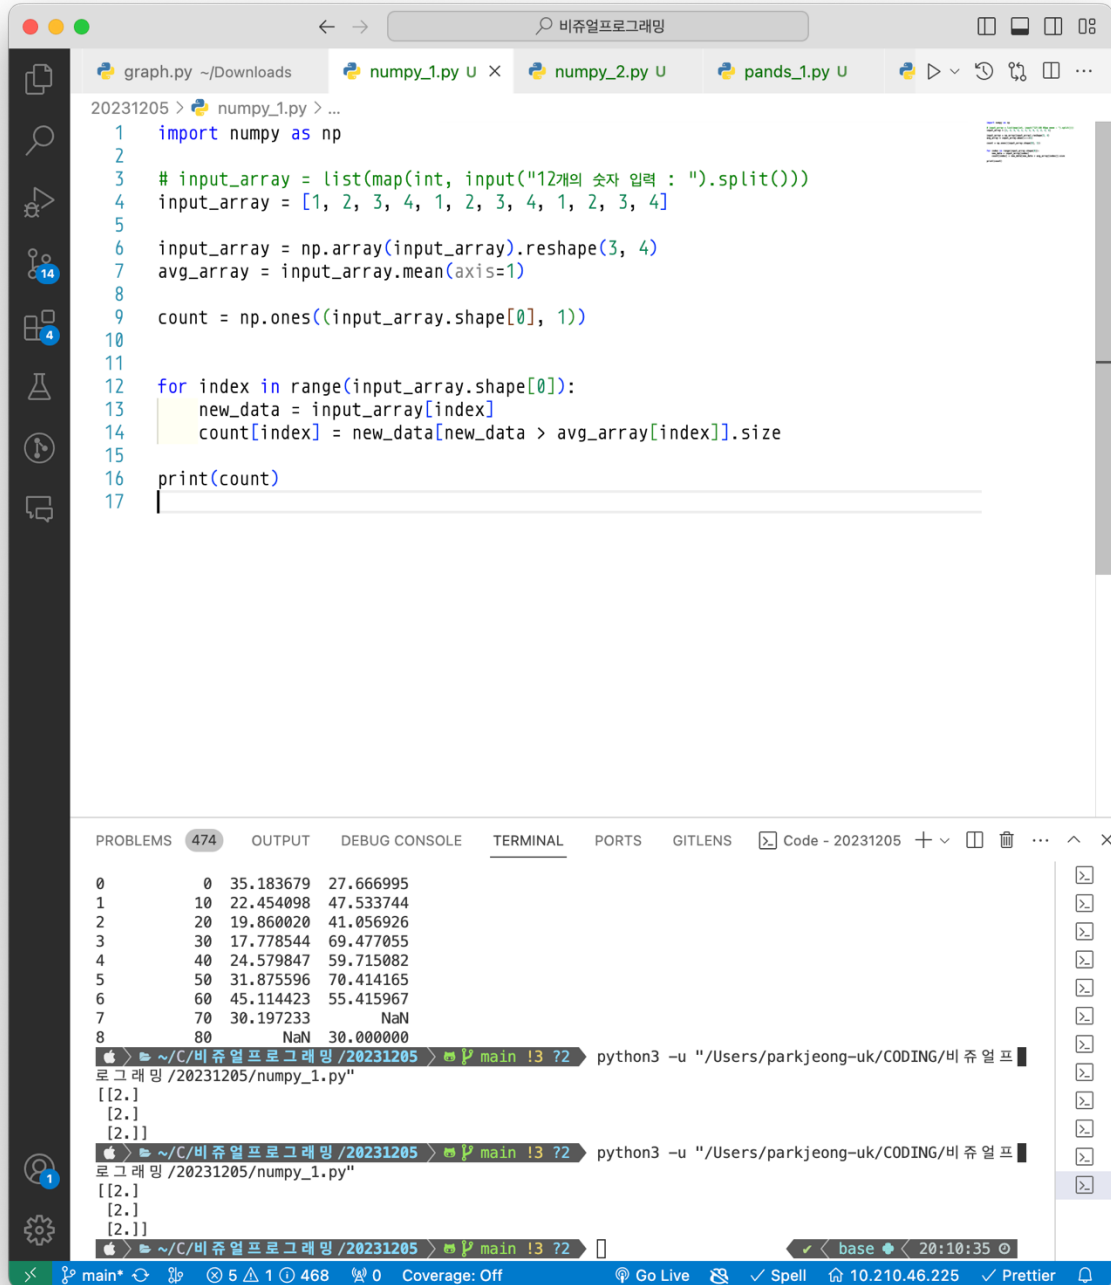 비쥬얼프로그래밍
graph.py ~/Downloads
numpy_1.py U
numpy_2.py U
pands_1.py U
20231205 > numpy_1.py > ...
1 import numpy as np
2
3 # input_array = list(map(int, input("12개의 숫자 입력 : ").split()))
4 input_array = [1, 2, 3, 4, 1, 2, 3, 4, 1, 2, 3, 4]
5
6 input_array = np.array(input_array).reshape(3, 4)
7 avg_array = input_array.mean(axis=1)
8
9 count = np.ones((input_array.shape[0], 1))
10
11
12 for index in range(input_array.shape[0]):
13     new_data = input_array[index]
14     count[index] = new_data[new_data > avg_array[index]].size
15
16 print(count)
17
14
4
1
PROBLEMS 474 OUTPUT DEBUG CONSOLE TERMINAL PORTS GITLENS Code - 20231205
0 0 35.183679 27.666995
1 10 22.454098 47.533744
2 20 19.860020 41.056926
3 30 17.778544 69.477055
4 40 24.579847 59.715082
5 50 31.875596 70.414165
6 60 45.114423 55.415967
7 70 30.197233 NaN
8 80 NaN 30.000000
~/C/비쥬얼프로그래밍/20231205 main !3 ?2 python3 -u "/Users/parkjeong-uk/CODING/비쥬얼프
로그래밍/20231205/numpy_1.py"
[[2.]
[2.]
[2.]]
~/C/비쥬얼프로그래밍/20231205 main !3 ?2 python3 -u "/Users/parkjeong-uk/CODING/비쥬얼프
로그래밍/20231205/numpy_1.py"
[[2.]
[2.]
[2.]]
~/C/비쥬얼프로그래밍/20231205 main !3 ?2 ✔ base 20:10:35
main* 5 1 468 0 Coverage: Off Go Live Spell 10.210.46.225 Prettier